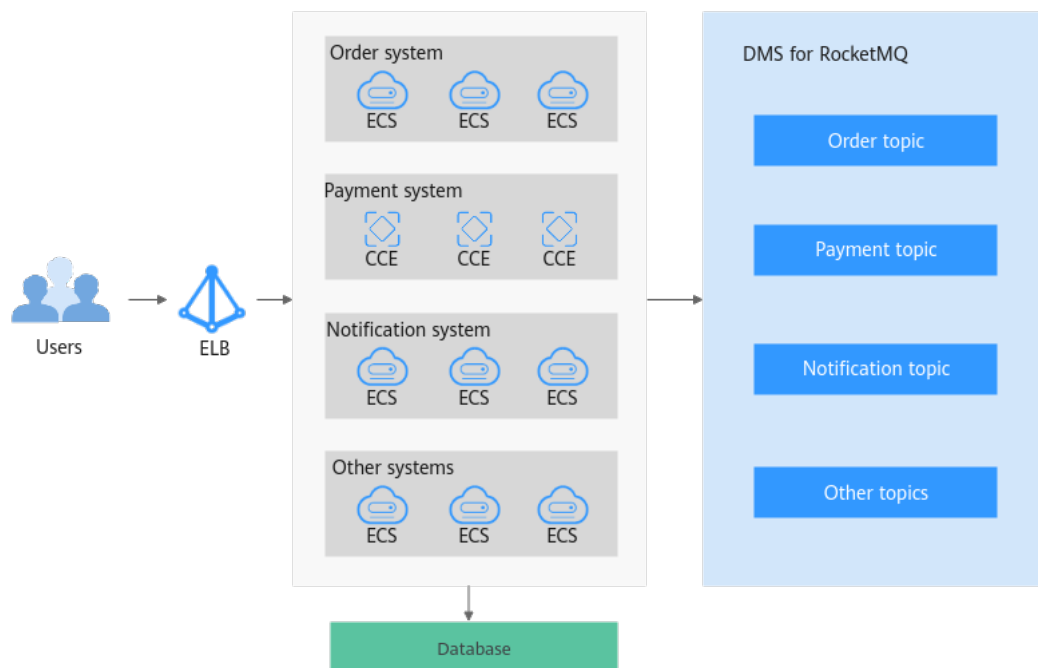 Order system
ECS ECS ECS
Payment system
CCE CCE CCE
Notification system
ECS ECS ECS
Other systems
ECS ECS ECS
Users
ELB
DMS for RocketMQ
Order topic
Payment topic
Notification topic
Other topics
Database